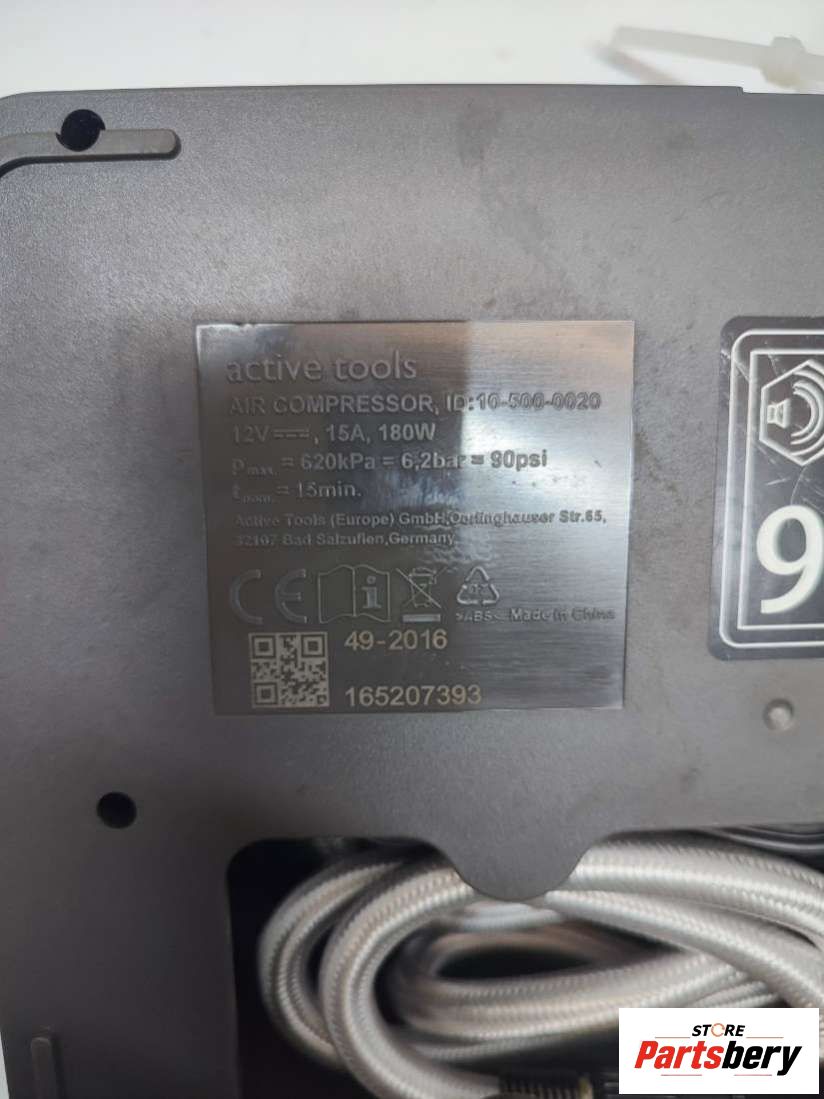 active tools
AIR COMPRESSOR, ID:10-500-0020
12V⎓, 15A, 180W
pmax. = 620kPa = 6,2bar = 90psi
tnom. = 15min.
Active Tools (Europe) GmbH,Oerlinghauser Str.65,
32107 Bad Salzuflen,Germany.
CE
>ABS< Made in China
49-2016
165207393
9
STORE
Partsbery